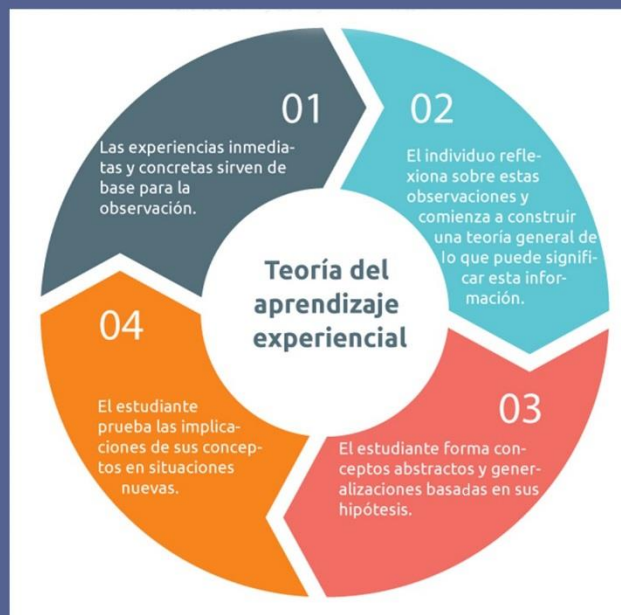 01
Las experiencias inmedia-
tas y concretas sirven de
base para la
observación.
02
El individuo refle-
xiona sobre estas
observaciones y
comienza a construir
una teoría general de
lo que puede signifi-
car esta infor-
mación.
Teoría del
aprendizaje
experiencial
03
El estudiante forma con-
ceptos abstractos y gener-
alizaciones basadas en sus
hipótesis.
04
El estudiante
prueba las implica-
ciones de sus concep-
tos en situaciones
nuevas.